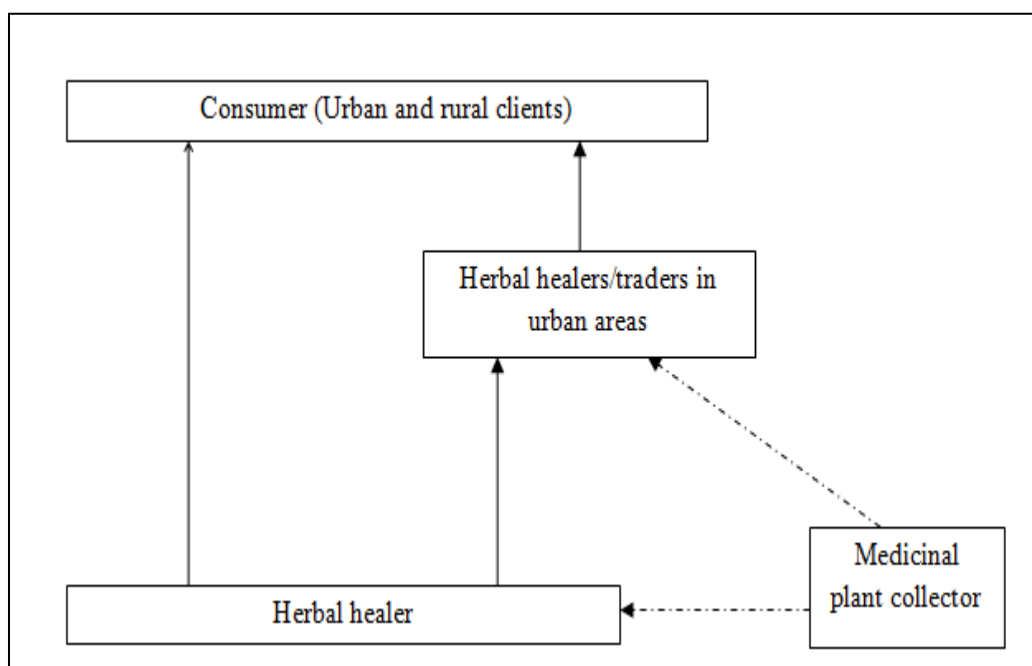 Consumer (Urban and rural clients)
Herbal healers/traders in
urban areas
Medicinal
plant collector
Herbal healer